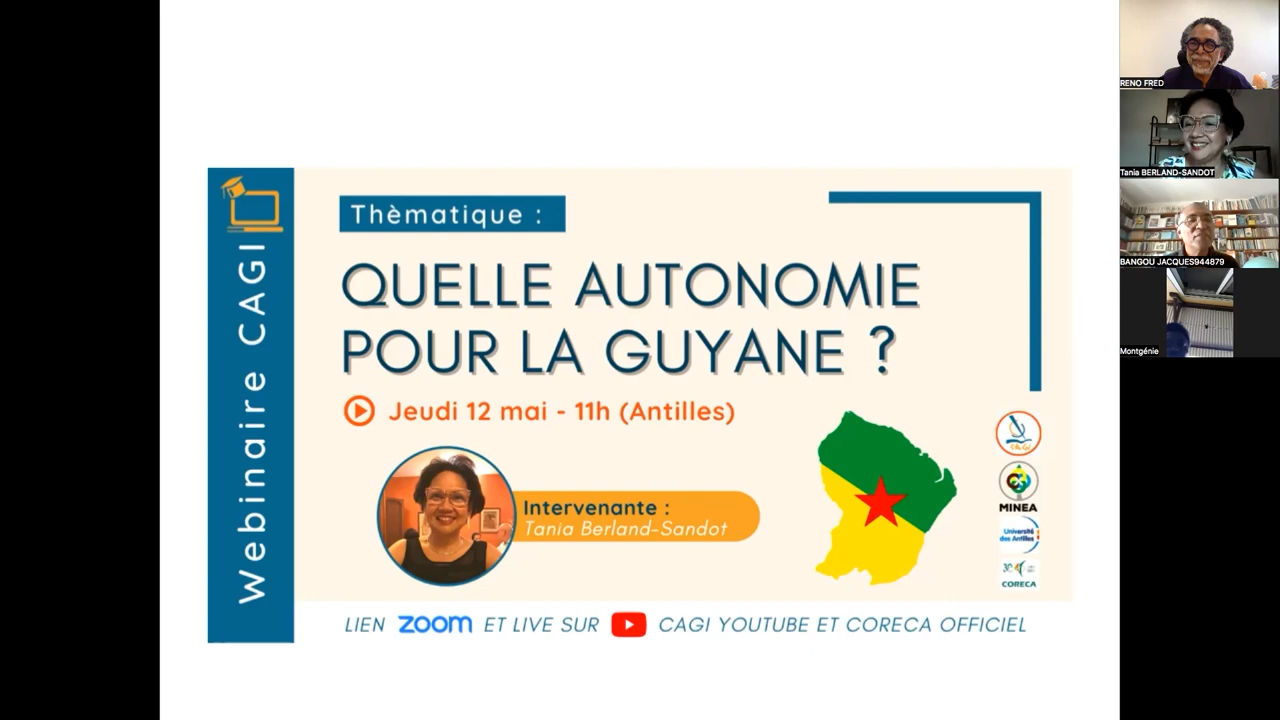 Webinaire CAGI
Thèmatique :
QUELLE AUTONOMIE
POUR LA GUYANE ?
Jeudi 12 mai - 11h (Antilles)
Intervenante :
Tania Berland-Sandot
MINEA
Université
des Antilles
CORECA
LIEN zoom ET LIVE SUR CAGI YOUTUBE ET CORECA OFFICIEL
RENO FRED
Tania BERLAND-SANDOT
BANGOU JACQUES944879
Montgénie